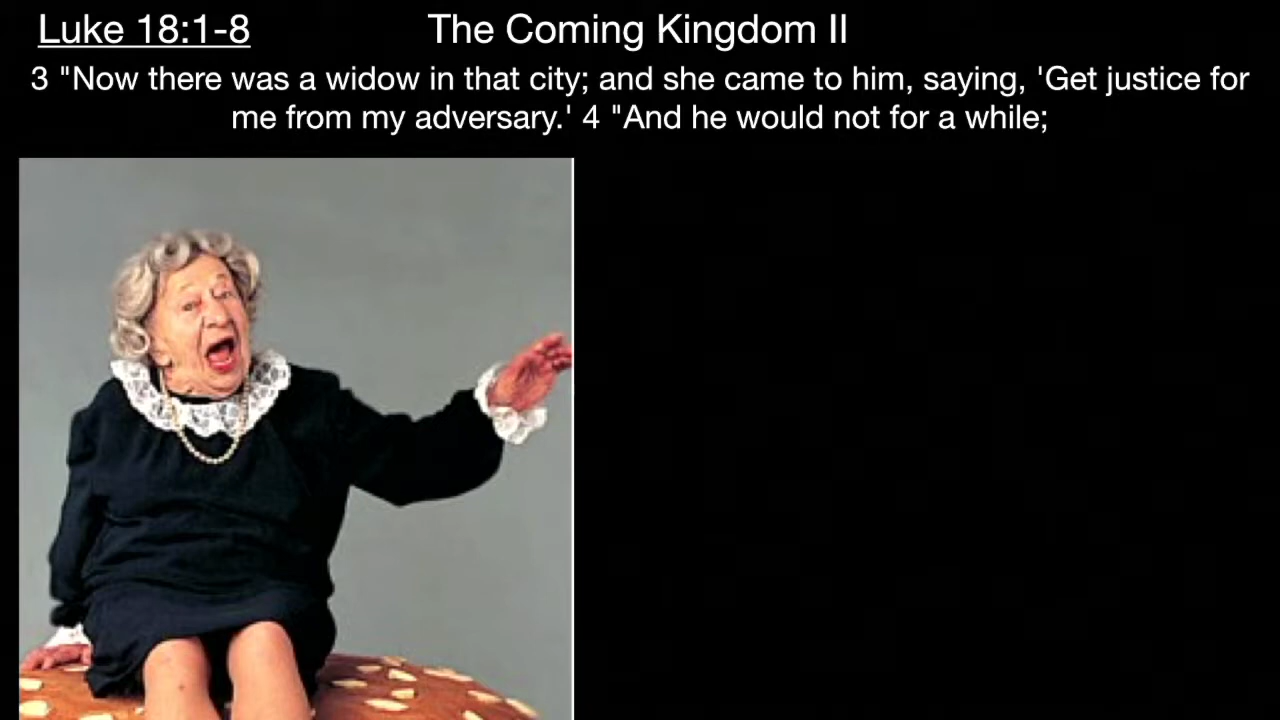 Luke 18:1-8
The Coming Kingdom II
3 "Now there was a widow in that city; and she came to him, saying, 'Get justice for
me from my adversary.' 4 "And he would not for a while;